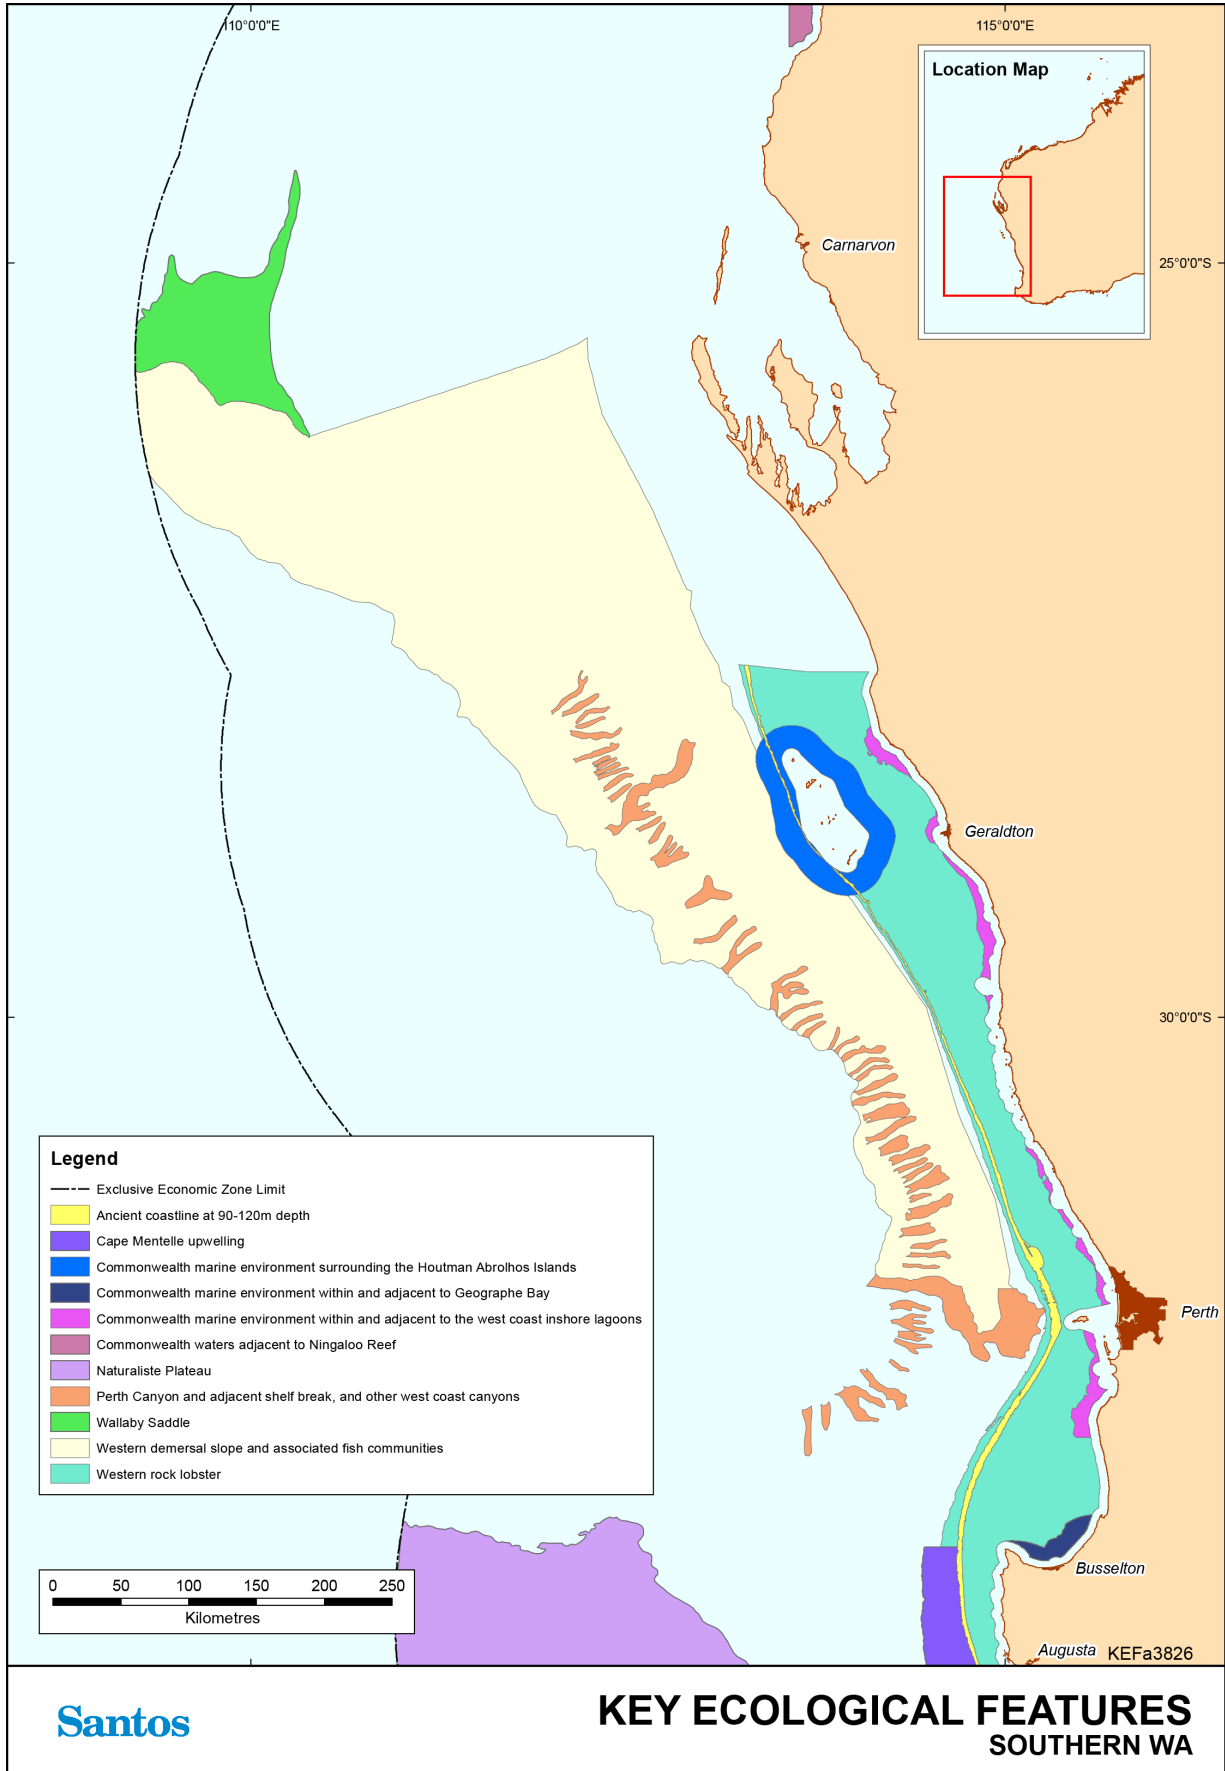 110°0'0"E
115°0'0"E
Location Map
Carnarvon
25°0'0"S
Geraldton
30°0'0"S
Legend
Exclusive Economic Zone Limit
Ancient coastline at 90-120m depth
Cape Mentelle upwelling
Commonwealth marine environment surrounding the Houtman Abrolhos Islands
Commonwealth marine environment within and adjacent to Geographe Bay
Commonwealth marine environment within and adjacent to the west coast inshore lagoons
Commonwealth waters adjacent to Ningaloo Reef
Naturaliste Plateau
Perth Canyon and adjacent shelf break, and other west coast canyons
Wallaby Saddle
Western demersal slope and associated fish communities
Western rock lobster
Perth
Busselton
0 50 100 150 200 250
Kilometres
Augusta
KEFa3826
Santos
KEY ECOLOGICAL FEATURES
SOUTHERN WA